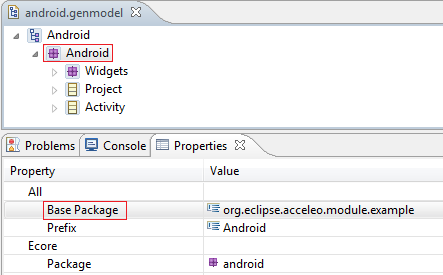 android.genmodel
Android
Android
Widgets
Project
Activity
Problems Console Properties
Property Value
All
Base Package org.eclipse.acceleo.module.example
Prefix Android
Ecore
Package android